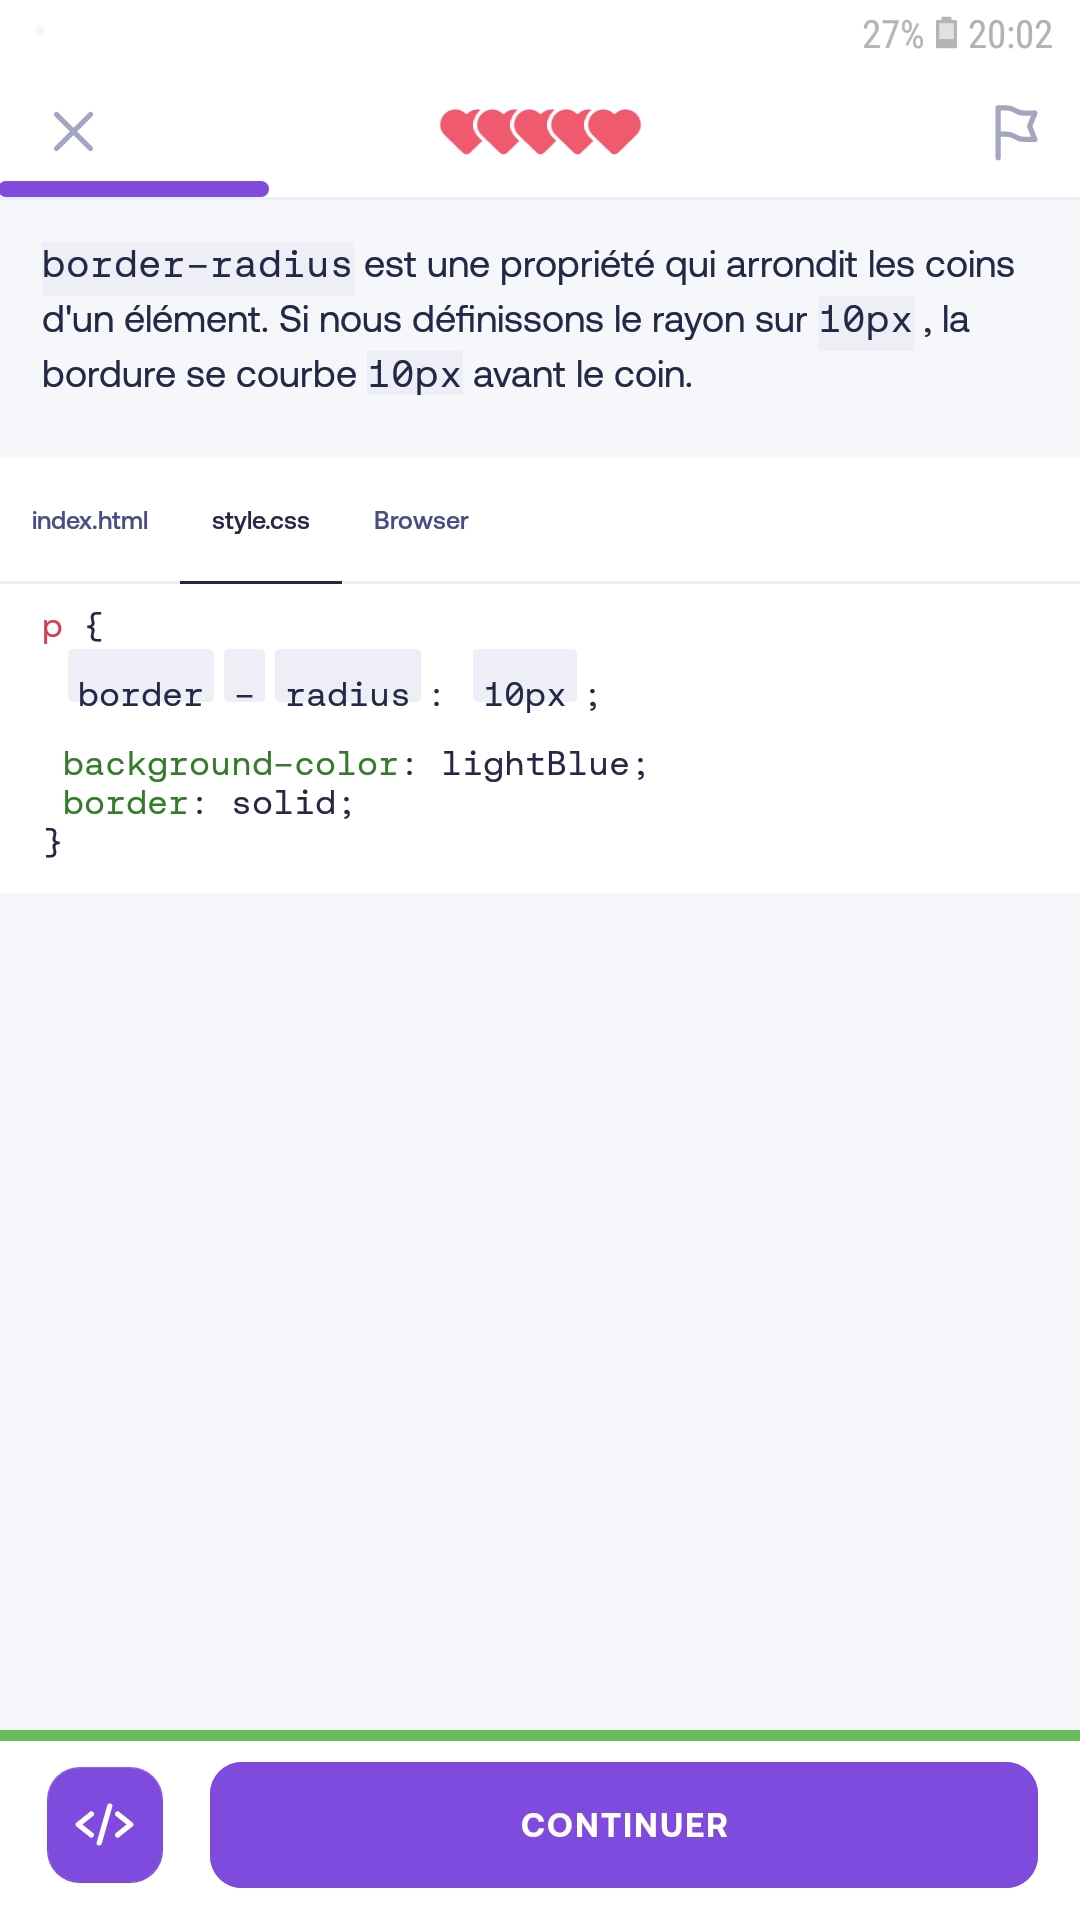 27% 20:02
border-radius est une propriété qui arrondit les coins
d'un élément. Si nous définissons le rayon sur 10px , la
bordure se courbe 10px avant le coin.
index.html style.css Browser
p {
border - radius : 10px ;
background-color: lightBlue;
border: solid;
}
</> CONTINUER